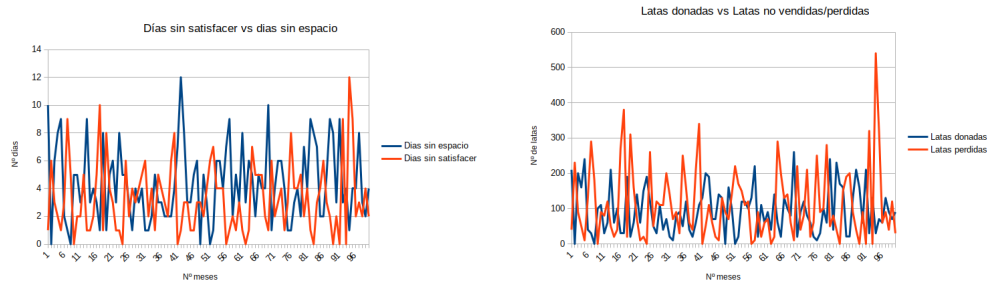 Días sin satisfacer vs dias sin espacio
14
12
10
8
6
4
2
0
Nº días
1 6 11 16 21 26 31 36 41 46 51 56 61 66 71 76 81 86 91 96
Nº meses
Dias sin espacio
Dias sin satisfacer
Latas donadas vs Latas no vendidas/perdidas
600
500
400
300
200
100
0
Nº de latas
1 6 11 16 21 26 31 36 41 46 51 56 61 66 71 76 81 86 91 96
Nº meses
Latas donadas
Latas perdidas